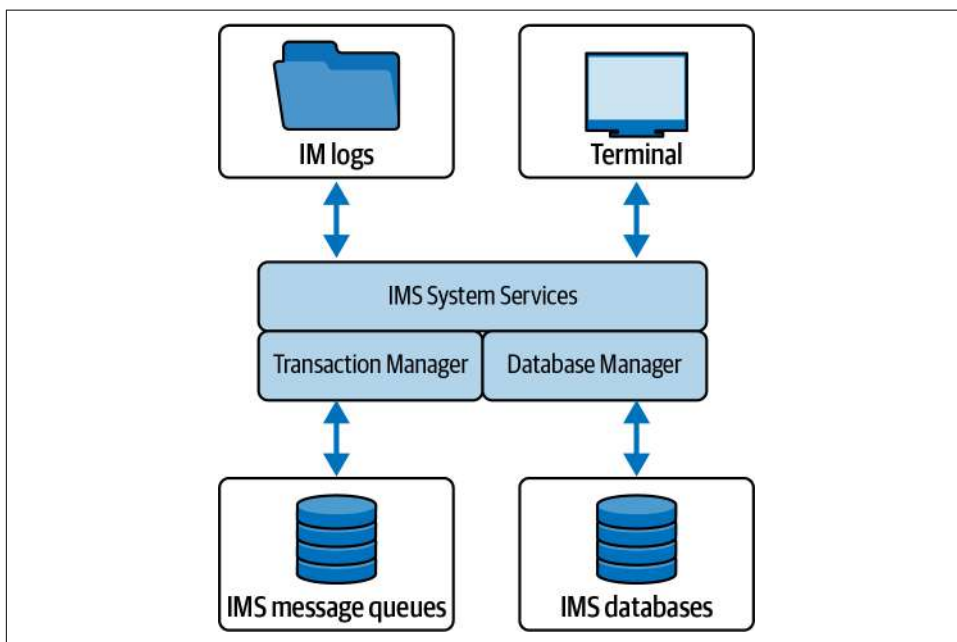 IM logs
Terminal
IMS System Services
Transaction Manager
Database Manager
IMS message queues
IMS databases